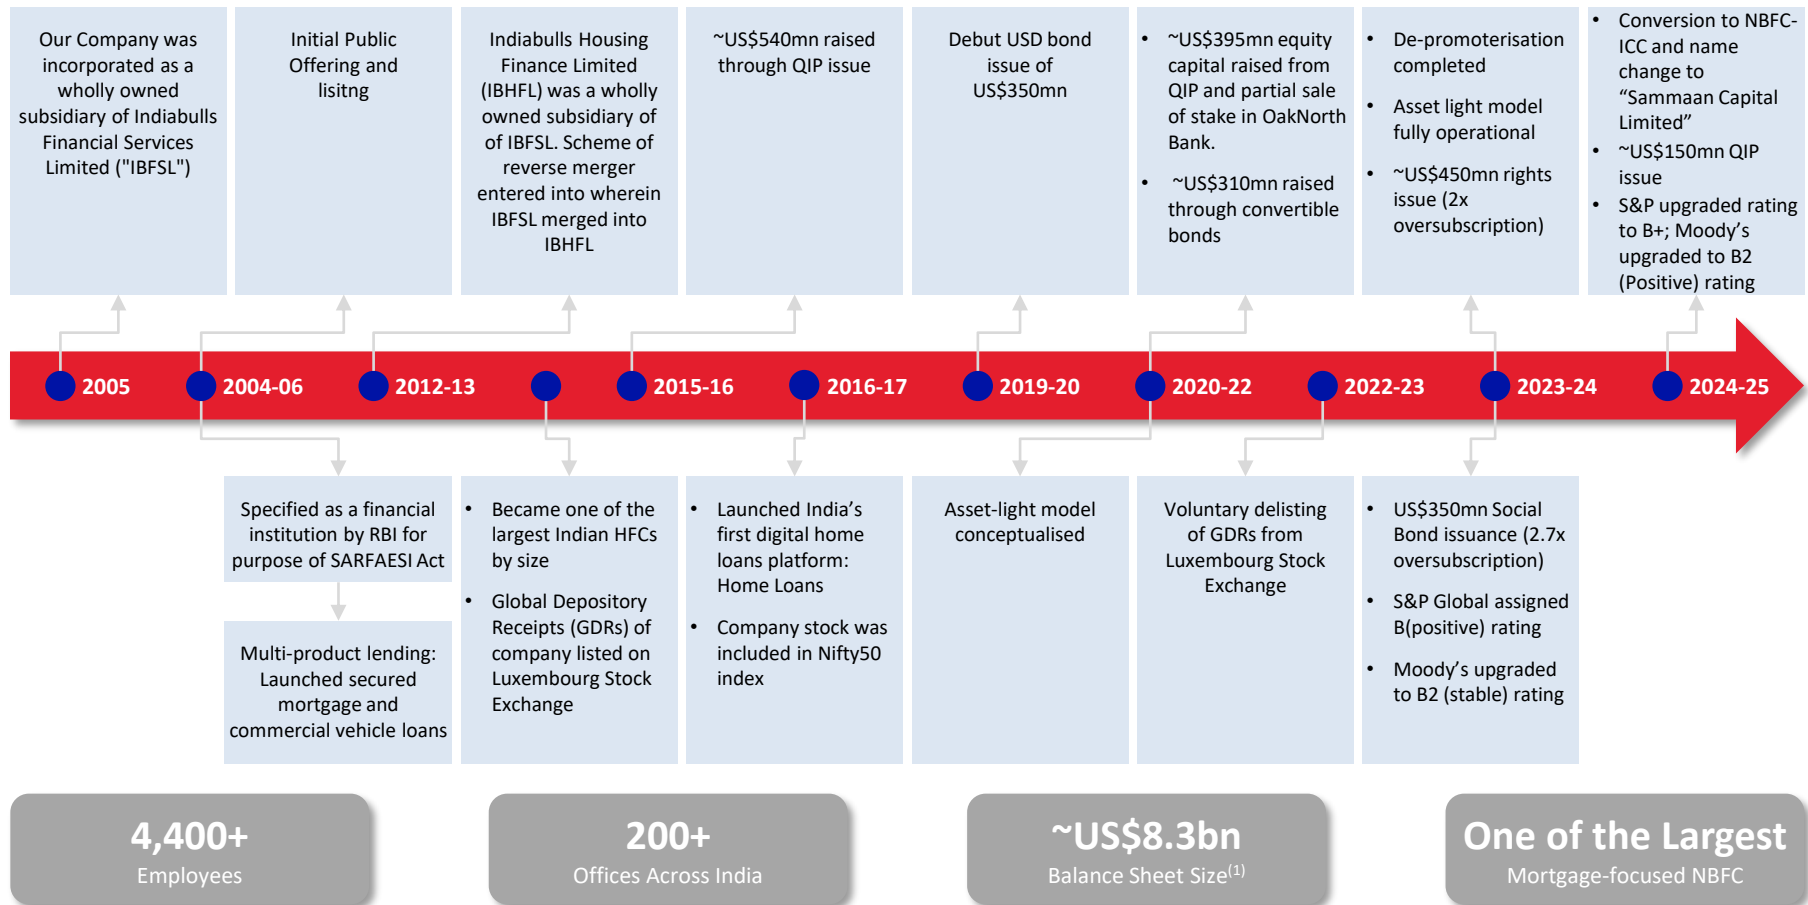 Our Company was
incorporated as a
wholly owned
subsidiary of Indiabulls
Financial Services
Limited ("IBFSL")
Initial Public
Offering and
lisitng
Indiabulls Housing
Finance Limited
(IBHFL) was a wholly
owned subsidiary of
of IBFSL. Scheme of
reverse merger
entered into wherein
IBFSL merged into
IBHFL
~US$540mn raised
through QIP issue
Debut USD bond
issue of
US$350mn
• ~US$395mn equity
capital raised from
QIP and partial sale
of stake in OakNorth
Bank.
• ~US$310mn raised
through convertible
bonds
• De-promoterisation
completed
• Asset light model
fully operational
• ~US$450mn rights
issue (2x
oversubscription)
• Conversion to NBFC-
ICC and name
change to
“Sammaan Capital
Limited”
• ~US$150mn QIP
issue
• S&P upgraded rating
to B+; Moody’s
upgraded to B2
(Positive) rating
2005
2004-06
2012-13
2015-16
2016-17
2019-20
2020-22
2022-23
2023-24
2024-25
Specified as a financial
institution by RBI for
purpose of SARFAESI Act
Multi-product lending:
Launched secured
mortgage and
commercial vehicle loans
• Became one of the
largest Indian HFCs
by size
• Global Depository
Receipts (GDRs) of
company listed on
Luxembourg Stock
Exchange
• Launched India’s
first digital home
loans platform:
Home Loans
• Company stock was
included in Nifty50
index
Asset-light model
conceptualised
Voluntary delisting
of GDRs from
Luxembourg Stock
Exchange
• US$350mn Social
Bond issuance (2.7x
oversubscription)
• S&P Global assigned
B(positive) rating
• Moody’s upgraded
to B2 (stable) rating
4,400+
Employees
200+
Offices Across India
~US$8.3bn
Balance Sheet Size(1)
One of the Largest
Mortgage-focused NBFC